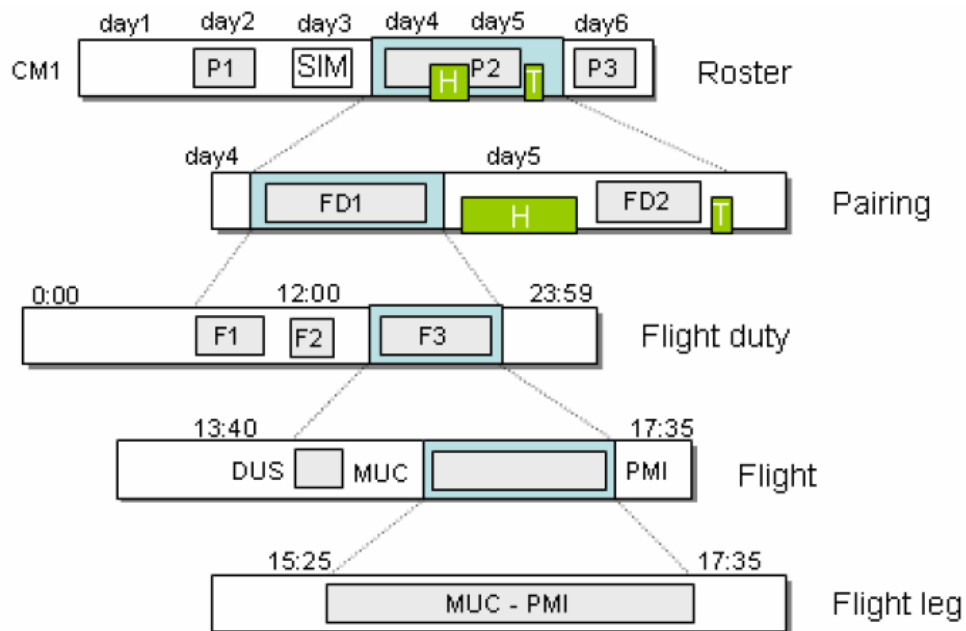 day1 day2 day3 day4 day5 day6
CM1 P1 SIM H P2 T P3 Roster
day4 day5
FD1 H FD2 T Pairing
0:00 12:00 23:59
F1 F2 F3 Flight duty
13:40 17:35
DUS MUC PMI Flight
15:25 17:35
MUC - PMI Flight leg